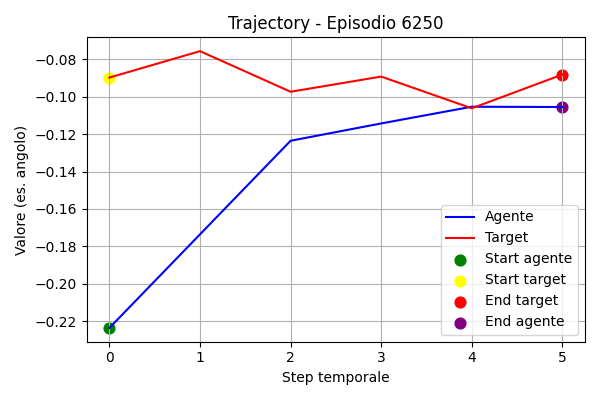 Trajectory - Episodio 6250
Valore (es. angolo)
−0.08
−0.10
−0.12
−0.14
−0.16
−0.18
−0.20
−0.22
0
1
2
3
4
5
Step temporale
Agente
Target
Start agente
Start target
End target
End agente